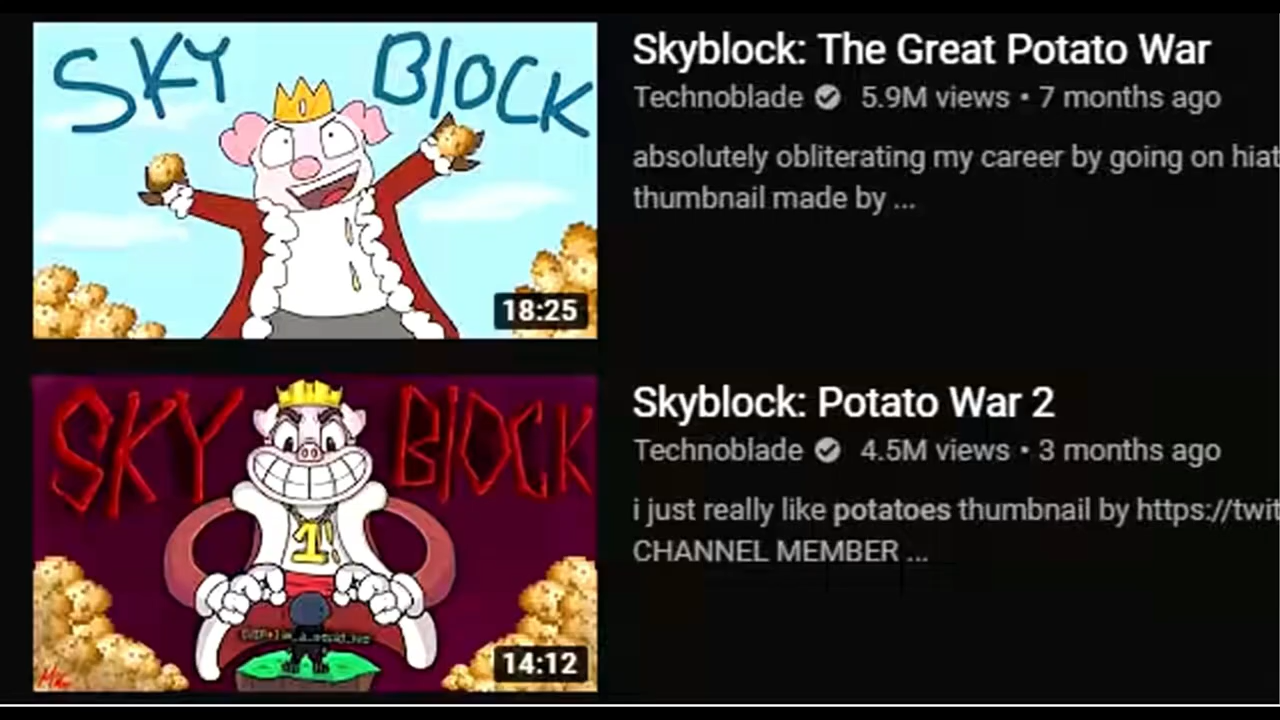 SKY BLOCK
18:25
Skyblock: The Great Potato War
Technoblade 5.9M views • 7 months ago
absolutely obliterating my career by going on hiat
thumbnail made by ...
SKY BLOCK
1
14:12
Skyblock: Potato War 2
Technoblade 4.5M views • 3 months ago
i just really like potatoes thumbnail by https://twit
CHANNEL MEMBER ...